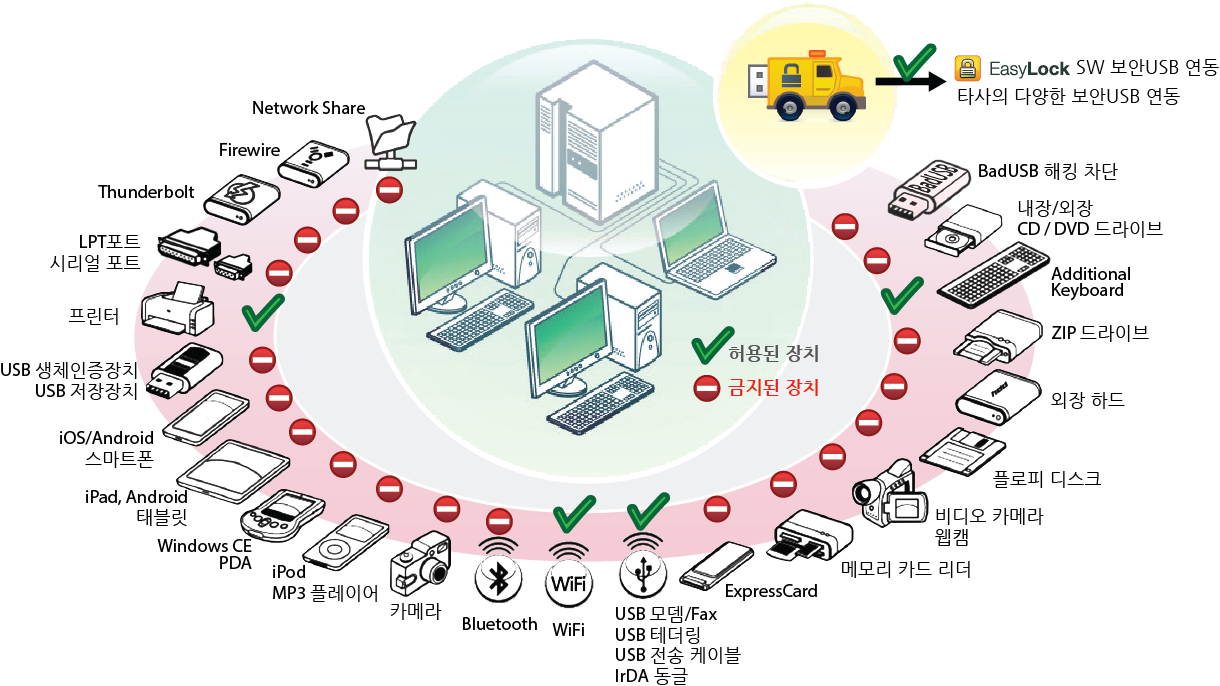 EasyLock SW 보안USB 연동
타사의 다양한 보안USB 연동
Network Share
Firewire
Thunderbolt
LPT포트
시리얼 포트
프린터
USB 생체인증장치
USB 저장장치
iOS/Android
스마트폰
iPad, Android
태블릿
Windows CE
PDA
iPod
MP3 플레이어
카메라
Bluetooth
WiFi
WiFi
USB 모뎀/Fax
USB 테더링
USB 전송 케이블
IrDA 동글
ExpressCard
메모리 카드 리더
비디오 카메라
웹캠
플로피 디스크
외장 하드
ZIP 드라이브
Additional
Keyboard
내장/외장
CD / DVD 드라이브
BadUSB 해킹 차단
BadUSB
허용된 장치
금지된 장치